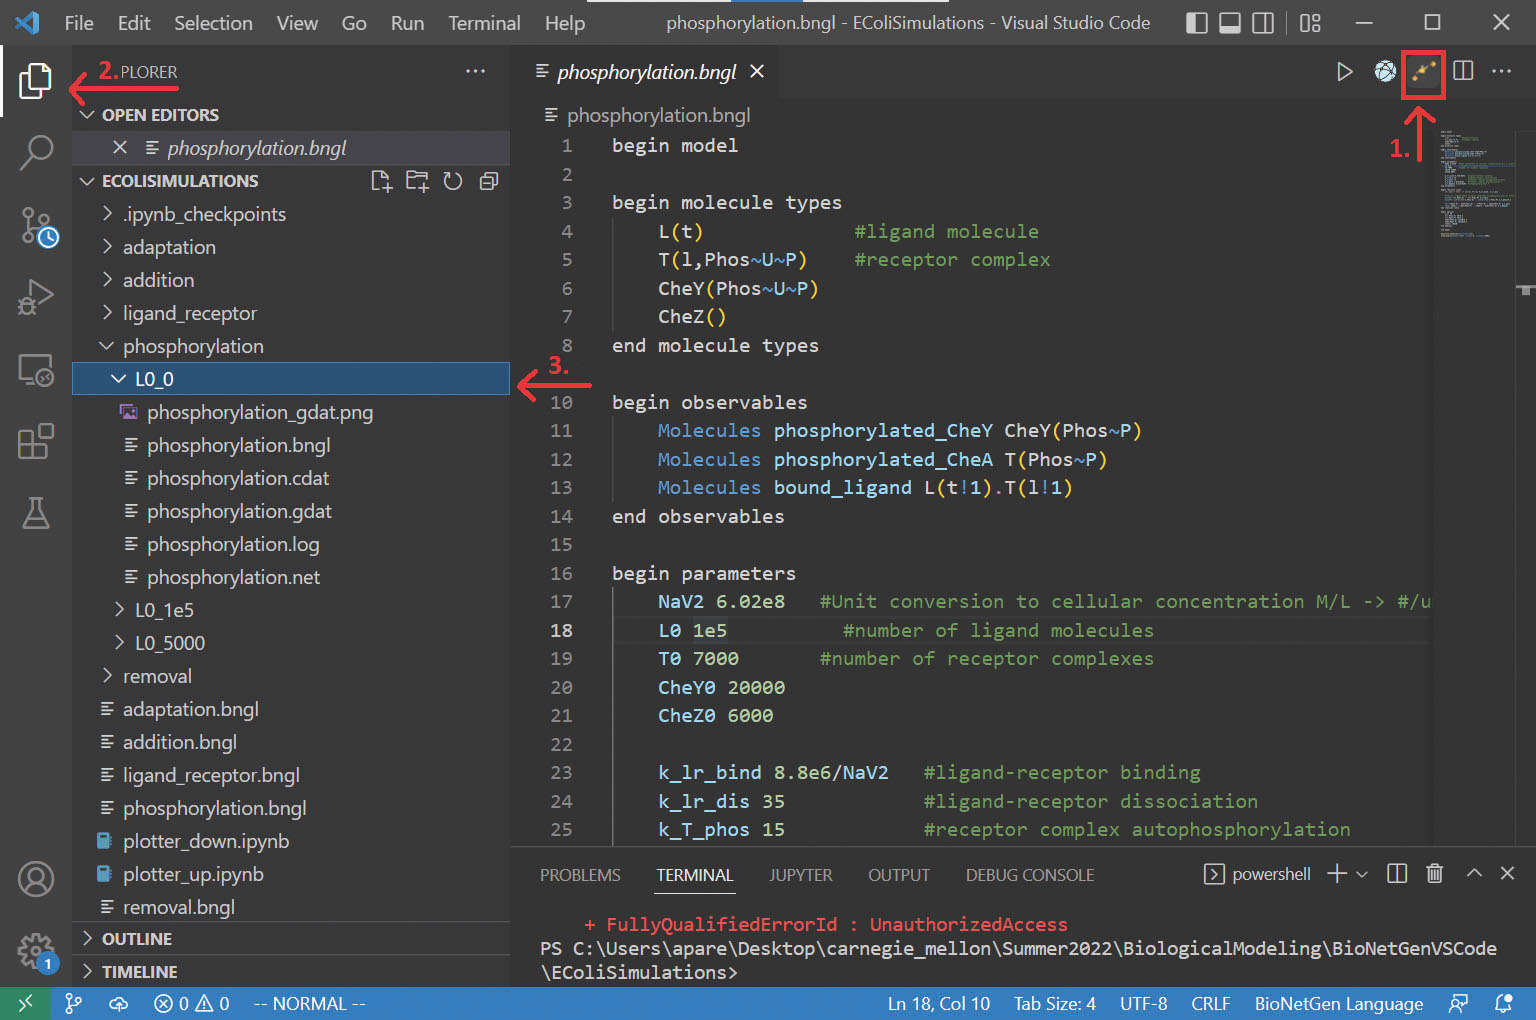 File Edit Selection View Go Run Terminal Help phosphorylation.bngl - EColiSimulations - Visual Studio Code
2. PLORER
phosphorylation.bngl
1.
OPEN EDITORS
phosphorylation.bngl
ECOLISIMULATIONS
.ipynb_checkpoints
adaptation
addition
ligand_receptor
phosphorylation
L0_0
3.
phosphorylation_gdat.png
phosphorylation.bngl
phosphorylation.cdat
phosphorylation.gdat
phosphorylation.log
phosphorylation.net
L0_1e5
L0_5000
removal
adaptation.bngl
addition.bngl
ligand_receptor.bngl
phosphorylation.bngl
plotter_down.ipynb
plotter_up.ipynb
removal.bngl
OUTLINE
TIMELINE
1
phosphorylation.bngl
1 begin model
2
3 begin molecule types
4 L(t) #ligand molecule
5 T(l,Phos~U~P) #receptor complex
6 CheY(Phos~U~P)
7 CheZ()
8 end molecule types
10 begin observables
11 Molecules phosphorylated_CheY CheY(Phos~P)
12 Molecules phosphorylated_CheA T(Phos~P)
13 Molecules bound_ligand L(t!1).T(l!1)
14 end observables
15
16 begin parameters
17 NaV2 6.02e8 #Unit conversion to cellular concentration M/L -> #/u
18 L0 1e5 #number of ligand molecules
19 T0 7000 #number of receptor complexes
20 CheY0 20000
21 CheZ0 6000
22
23 k_lr_bind 8.8e6/NaV2 #ligand-receptor binding
24 k_lr_dis 35 #ligand-receptor dissociation
25 k_T_phos 15 #receptor complex autophosphorylation
PROBLEMS TERMINAL JUPYTER OUTPUT DEBUG CONSOLE powershell
+ FullyQualifiedErrorId : UnauthorizedAccess
PS C:\Users\apare\Desktop\carnegie_mellon\Summer2022\BiologicalModeling\BioNetGenVSCode
\EColiSimulations>
0 0 -- NORMAL -- Ln 18, Col 10 Tab Size: 4 UTF-8 CRLF BioNetGen Language